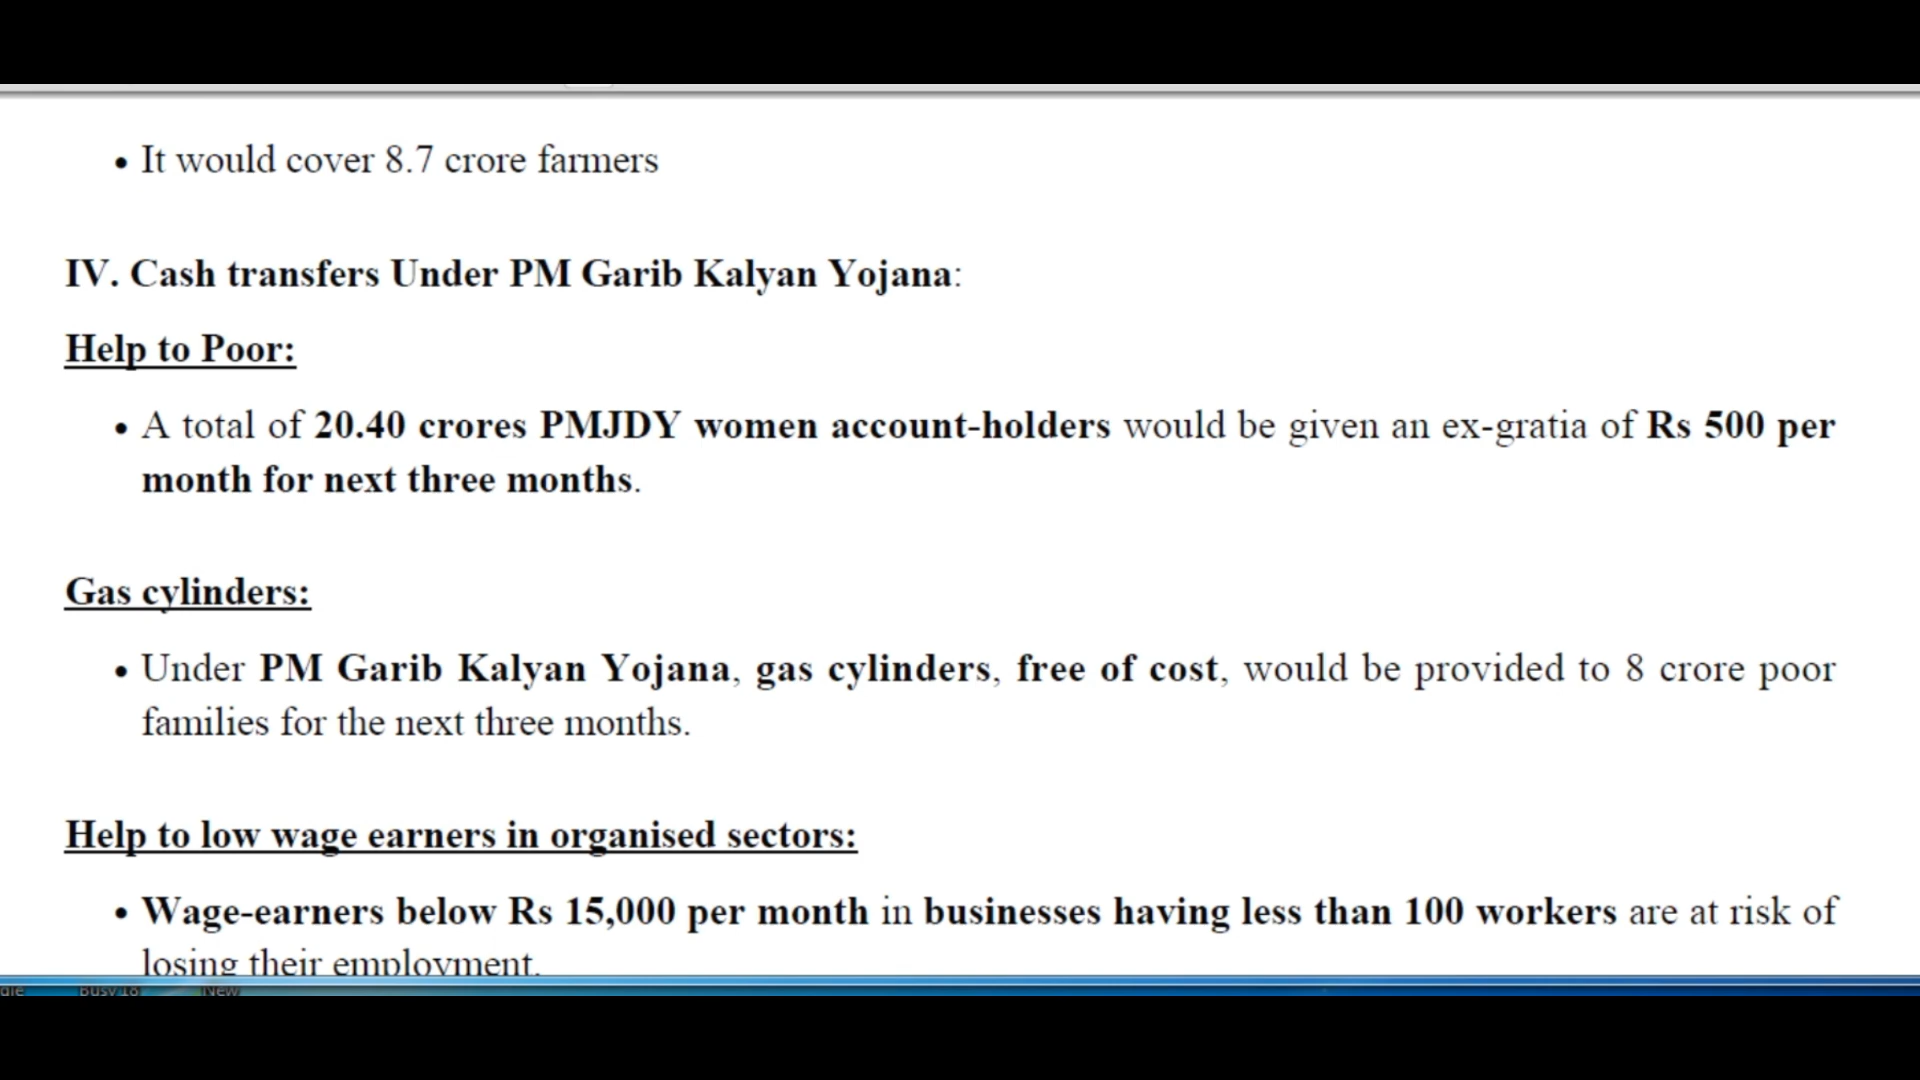 • It would cover 8.7 crore farmers
IV. Cash transfers Under PM Garib Kalyan Yojana:
Help to Poor:
• A total of 20.40 crores PMJDY women account-holders would be given an ex-gratia of Rs 500 per
month for next three months.
Gas cylinders:
• Under PM Garib Kalyan Yojana, gas cylinders, free of cost, would be provided to 8 crore poor
families for the next three months.
Help to low wage earners in organised sectors:
• Wage-earners below Rs 15,000 per month in businesses having less than 100 workers are at risk of
losing their employment.
Busy 18 New